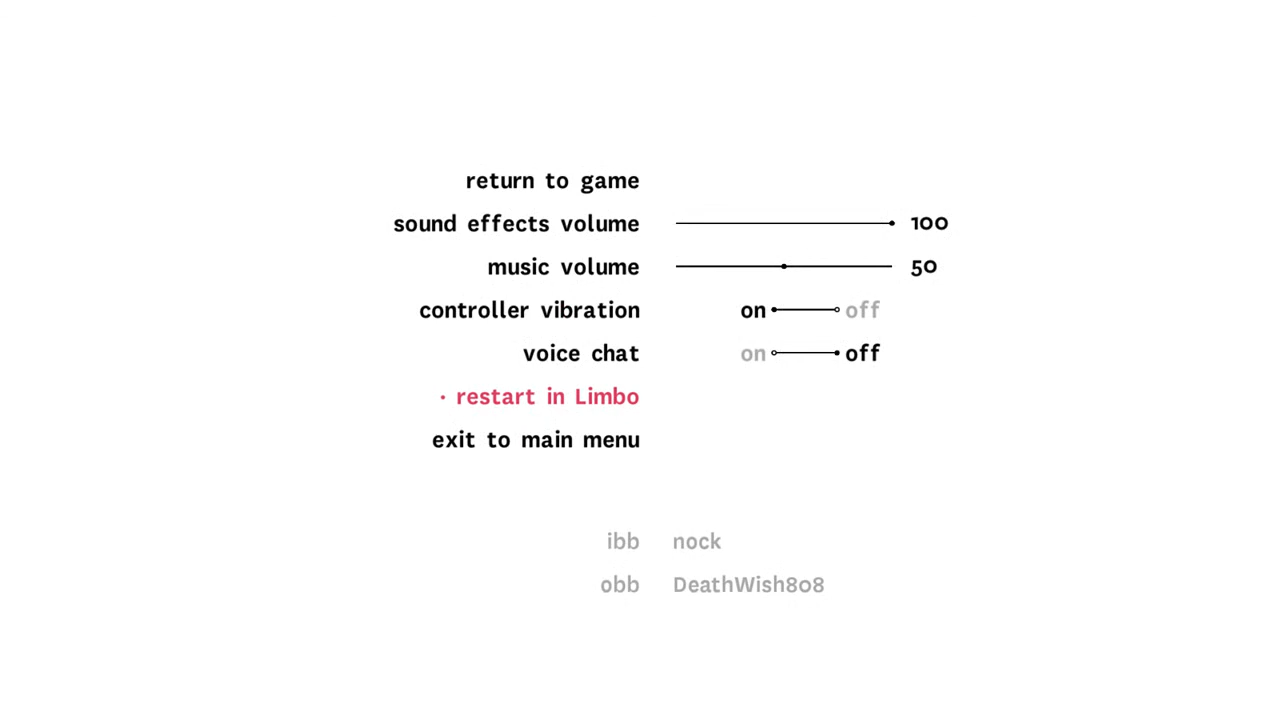 return to game
sound effects volume 100
music volume 50
controller vibration on off
voice chat on off
· restart in Limbo
exit to main menu
ibb nock
obb DeathWish808